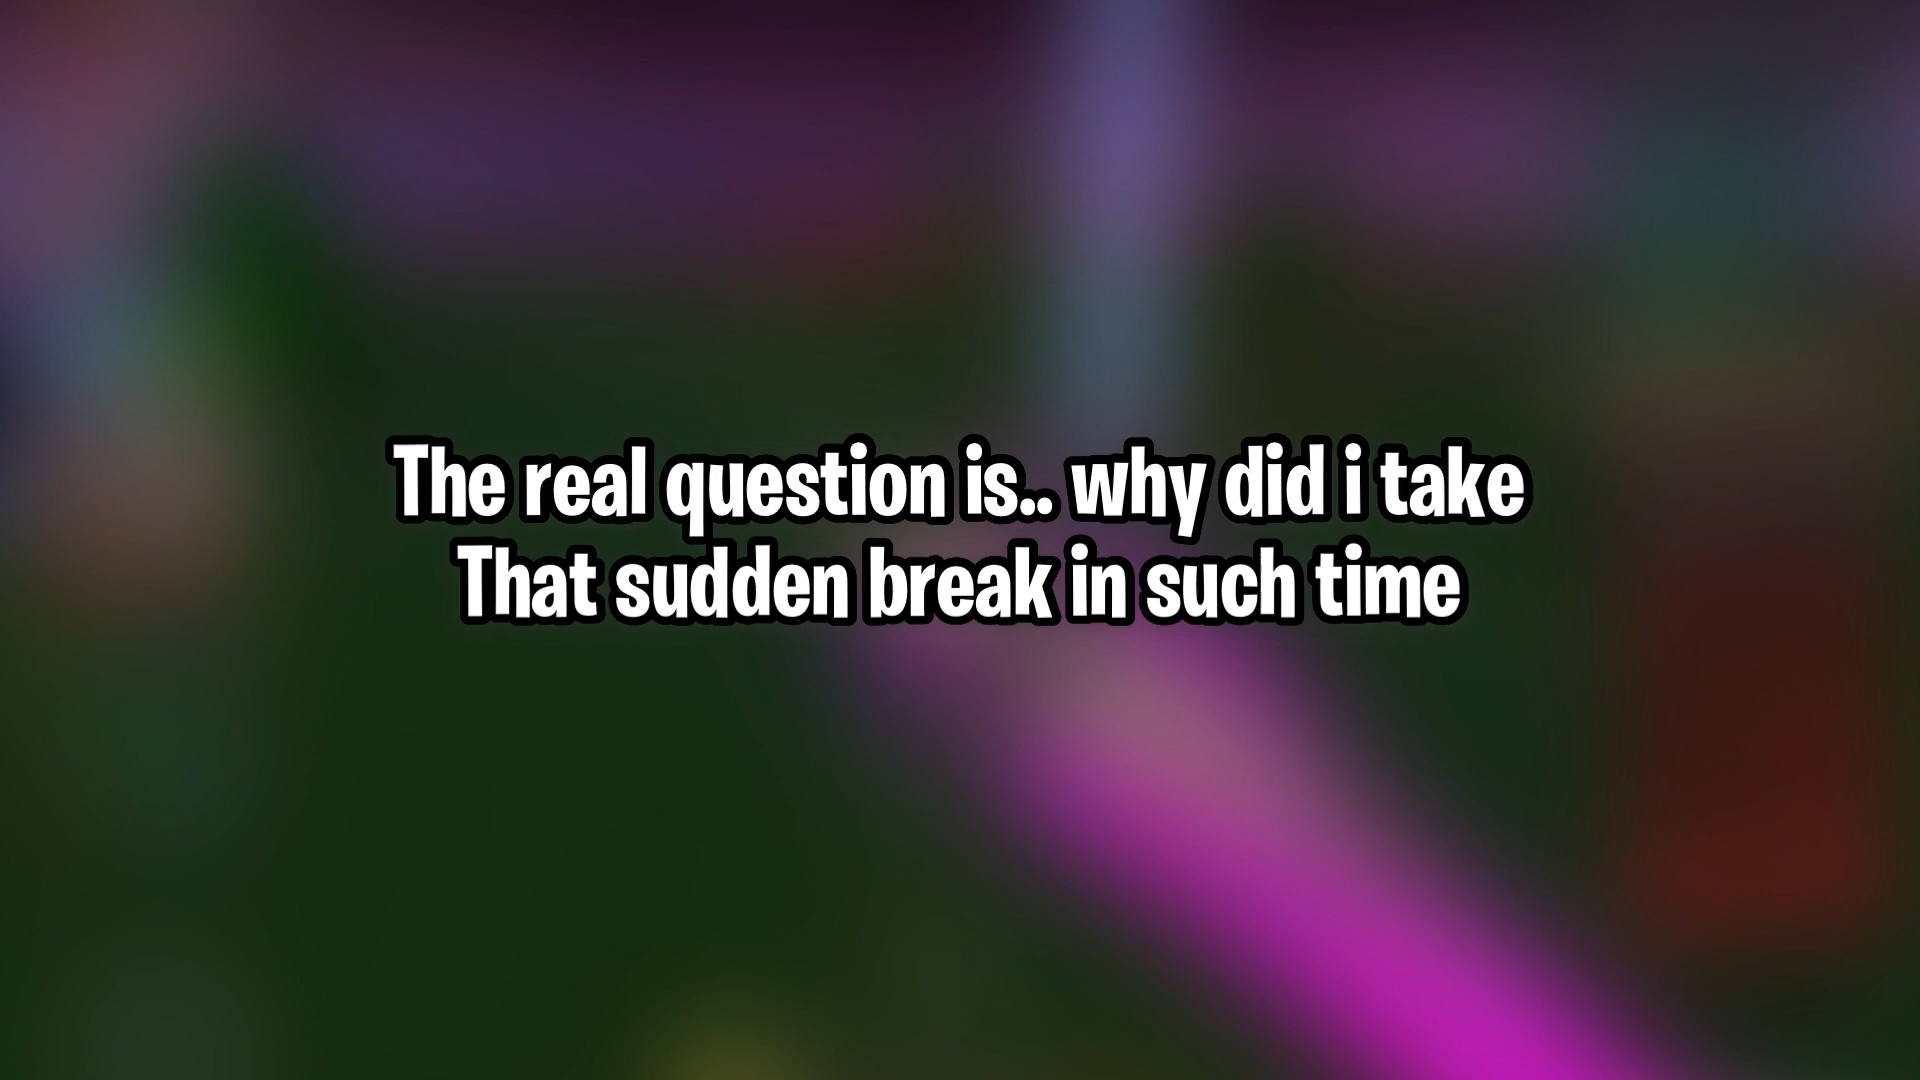 The real question is.. why did i take
That sudden break in such time